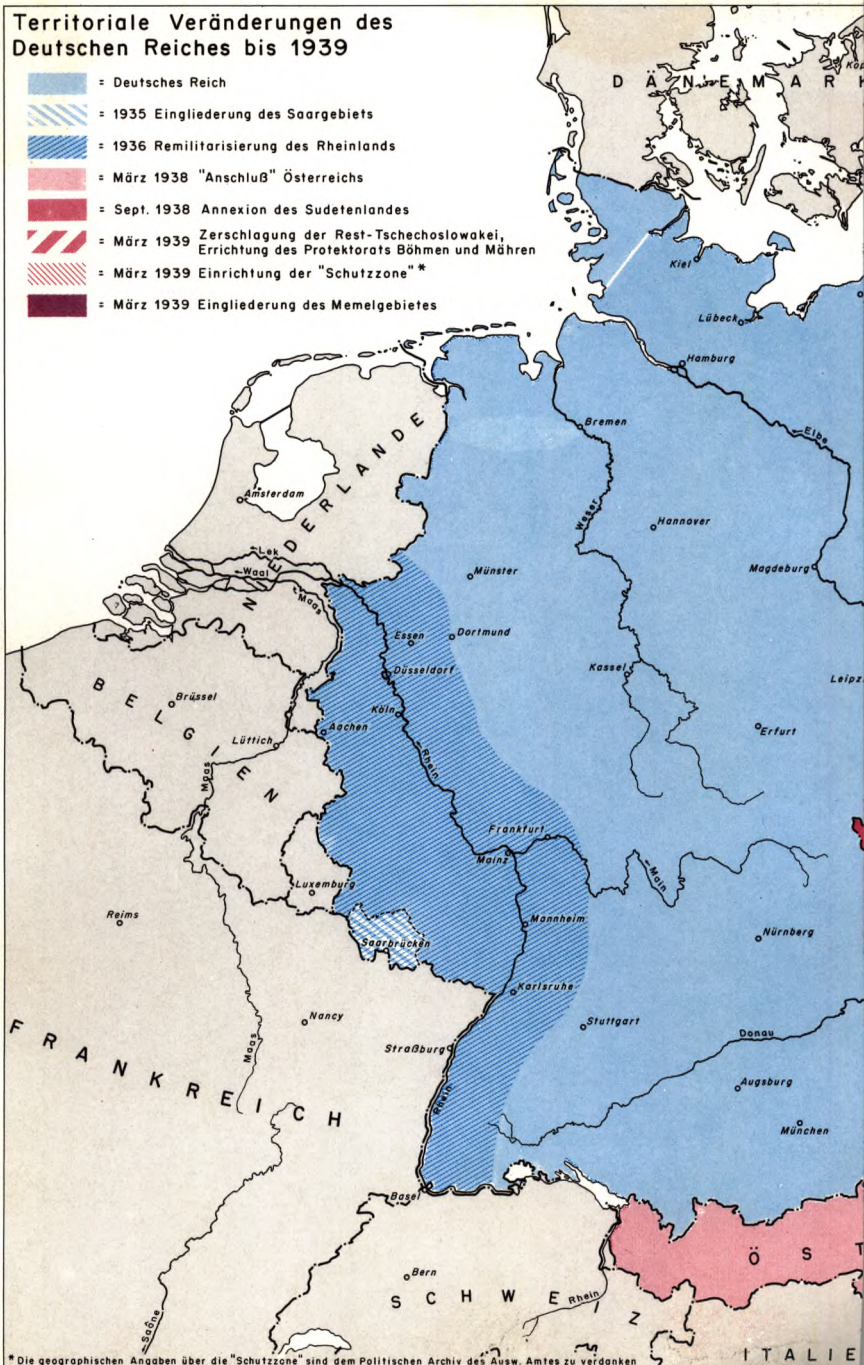 Territoriale Veränderungen des
Deutschen Reiches bis 1939
= Deutsches Reich
= 1935 Eingliederung des Saargebiets
= 1936 Remilitarisierung des Rheinlands
= März 1938 "Anschluß" Österreichs
= Sept. 1938 Annexion des Sudetenlandes
= März 1939 Zerschlagung der Rest-Tschechoslowakei,
Errichtung des Protektorats Böhmen und Mähren
= März 1939 Einrichtung der "Schutzzone"*
= März 1939 Eingliederung des Memelgebietes
Kop
DÄNEMARK
Kiel
Lübeck
Hamburg
Elbe
Bremen
Weser
NIEDERLANDE
Amsterdam
Hannover
Lek
Waal
Maas
Münster
Magdeburg
Essen
Dortmund
Düsseldorf
Kassel
Leipz
BELGIEN
Brüssel
Köln
Aachen
Lüttich
Rhein
Erfurt
Maas
Frankfurt
Mainz
Main
Luxemburg
Reims
Mannheim
Nürnberg
Saarbrücken
Karlsruhe
Nancy
Stuttgart
Donau
FRANKREICH
Maas
Straßburg
Rhein
Augsburg
München
Basel
ÖST
Bern
SCHWEIZ
Rhein
Saône
ITALIE
*Die geographischen Angaben über die "Schutzzone" sind dem Politischen Archiv des Ausw. Amtes zu verdanken